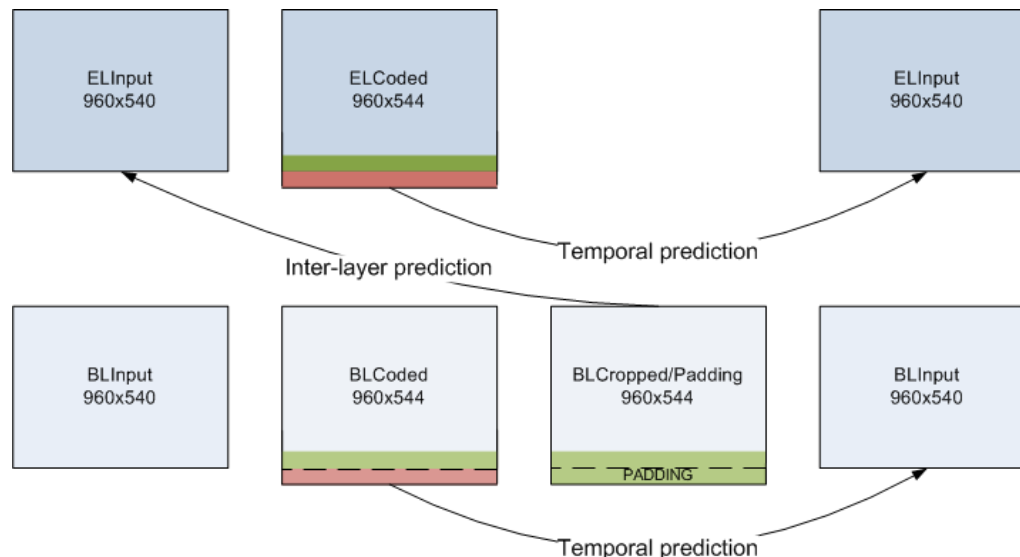 ELInput
960x540
ELCoded
960x544
ELInput
960x540
Temporal prediction
Inter-layer prediction
BLInput
960x540
BLCoded
960x544
BLCropped/Padding
960x544
PADDING
BLInput
960x540
Temporal prediction